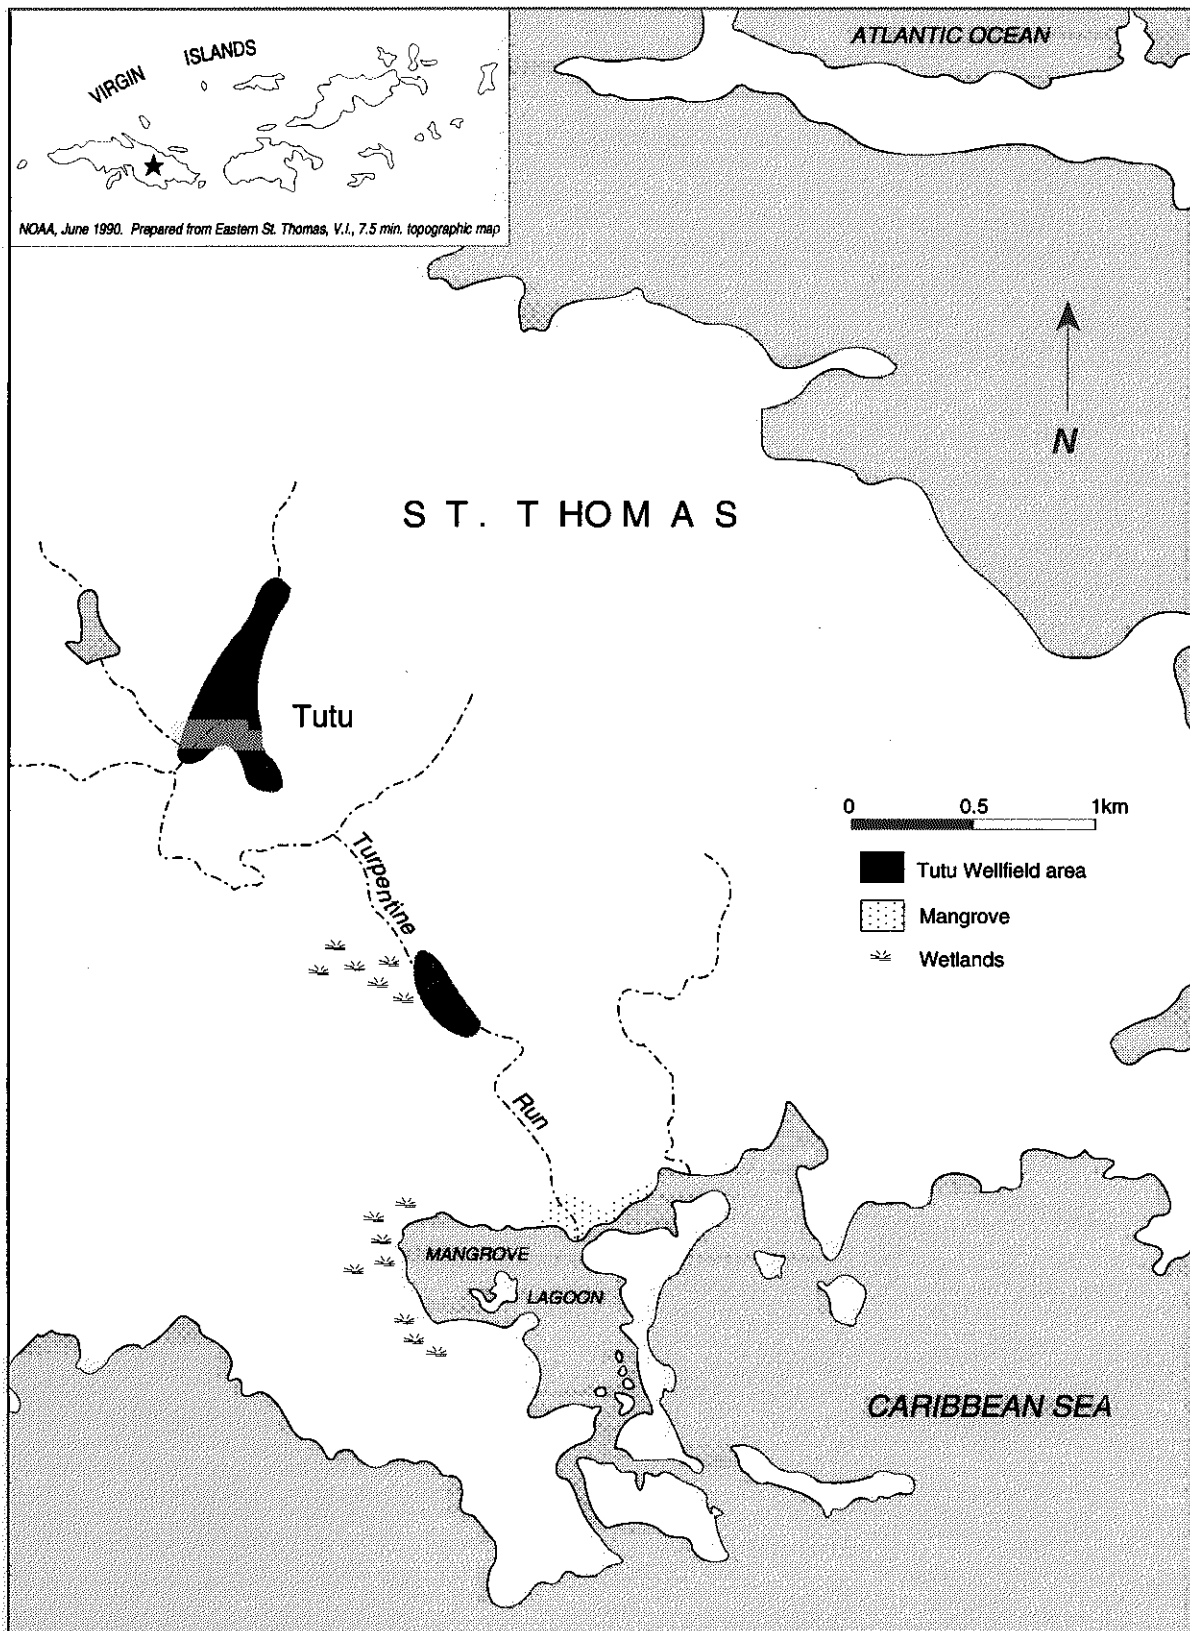 VIRGIN ISLANDS
NOAA, June 1990. Prepared from Eastern St. Thomas, V.I., 7.5 min. topographic map
ATLANTIC OCEAN
N
ST. THOMAS
Tutu
0 0.5 1km
Tutu Wellfield area
Mangrove
Wetlands
Turpentine
Run
MANGROVE
LAGOON
CARIBBEAN SEA